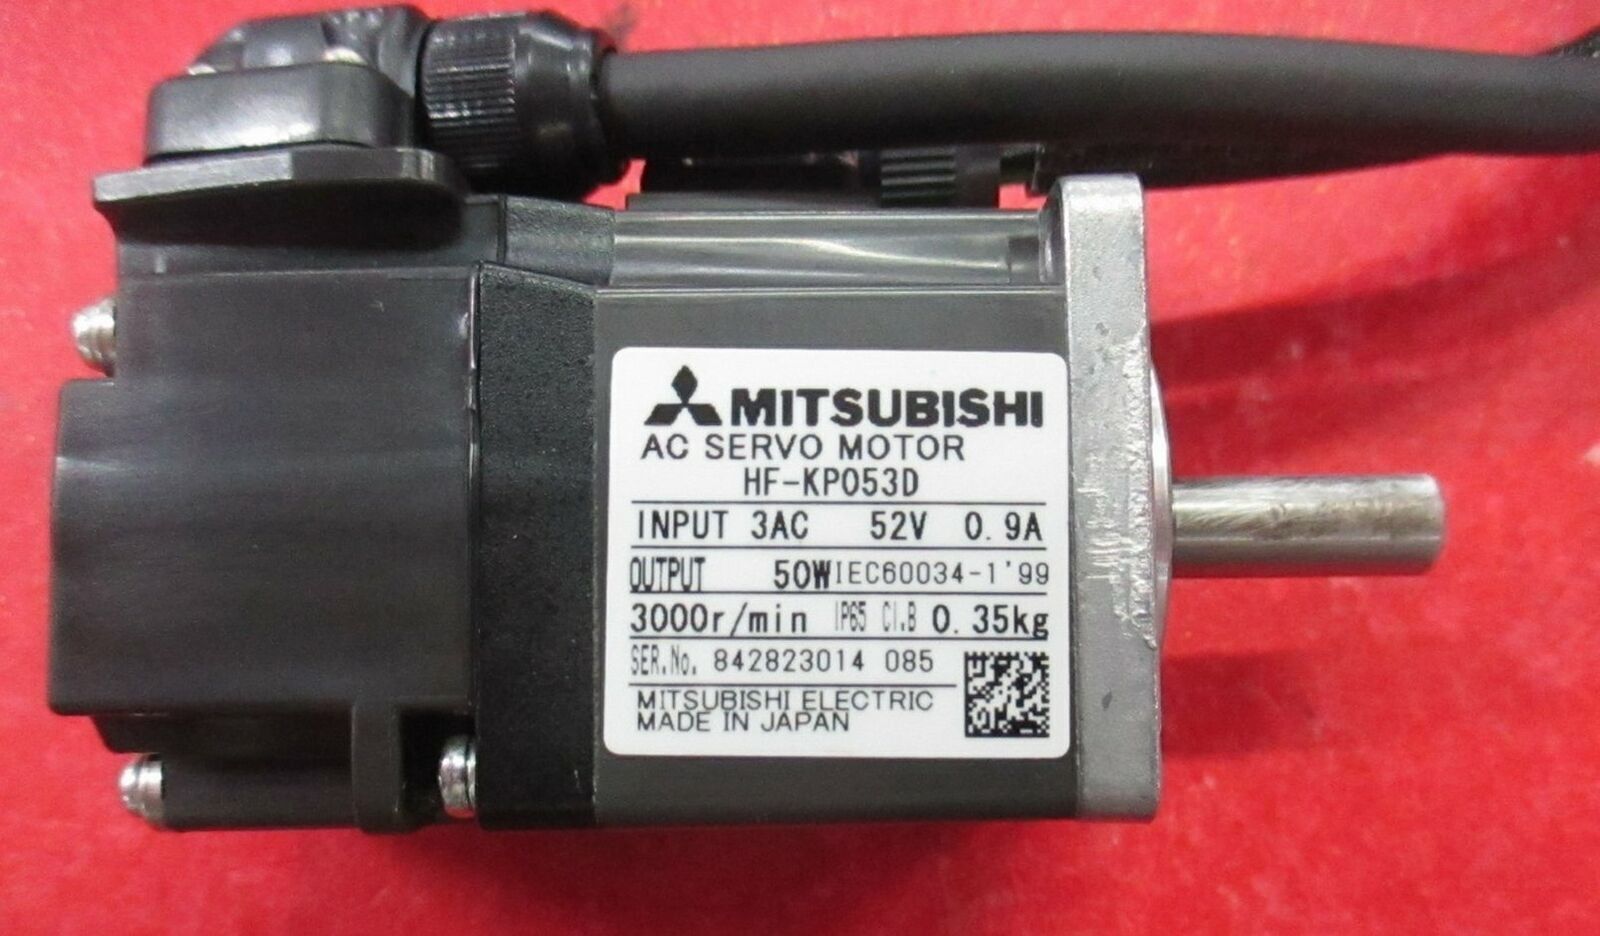 MITSUBISHI
AC SERVO MOTOR
HF-KP053D
INPUT 3AC 52V 0.9A
OUTPUT 50W IEC60034-1'99
3000r/min IP65 Cl.B 0.35kg
SER.No. 842823014 085
MITSUBISHI ELECTRIC
MADE IN JAPAN